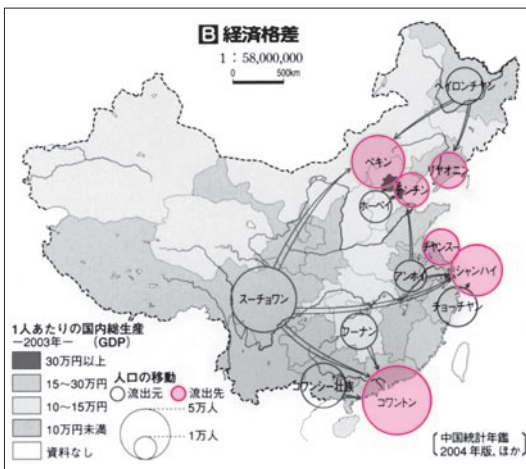 B 経済格差
1:58,000,000
0 500km
ヘイロンチヤン
ペキン
リヤオニン
テンチン
ホーペイ
チヤンスー
アンホイ
シャンハイ
スーチョワン
チョーチヤン
フーナン
コワンシー壮族
コワントン
1人あたりの国内総生産
−2003年− (GDP)
30万円以上
15〜30万円
10〜15万円
10万円未満
資料なし
人口の移動
流出元 流出先
5万人
1万人
中国統計年鑑
2004年版，ほか